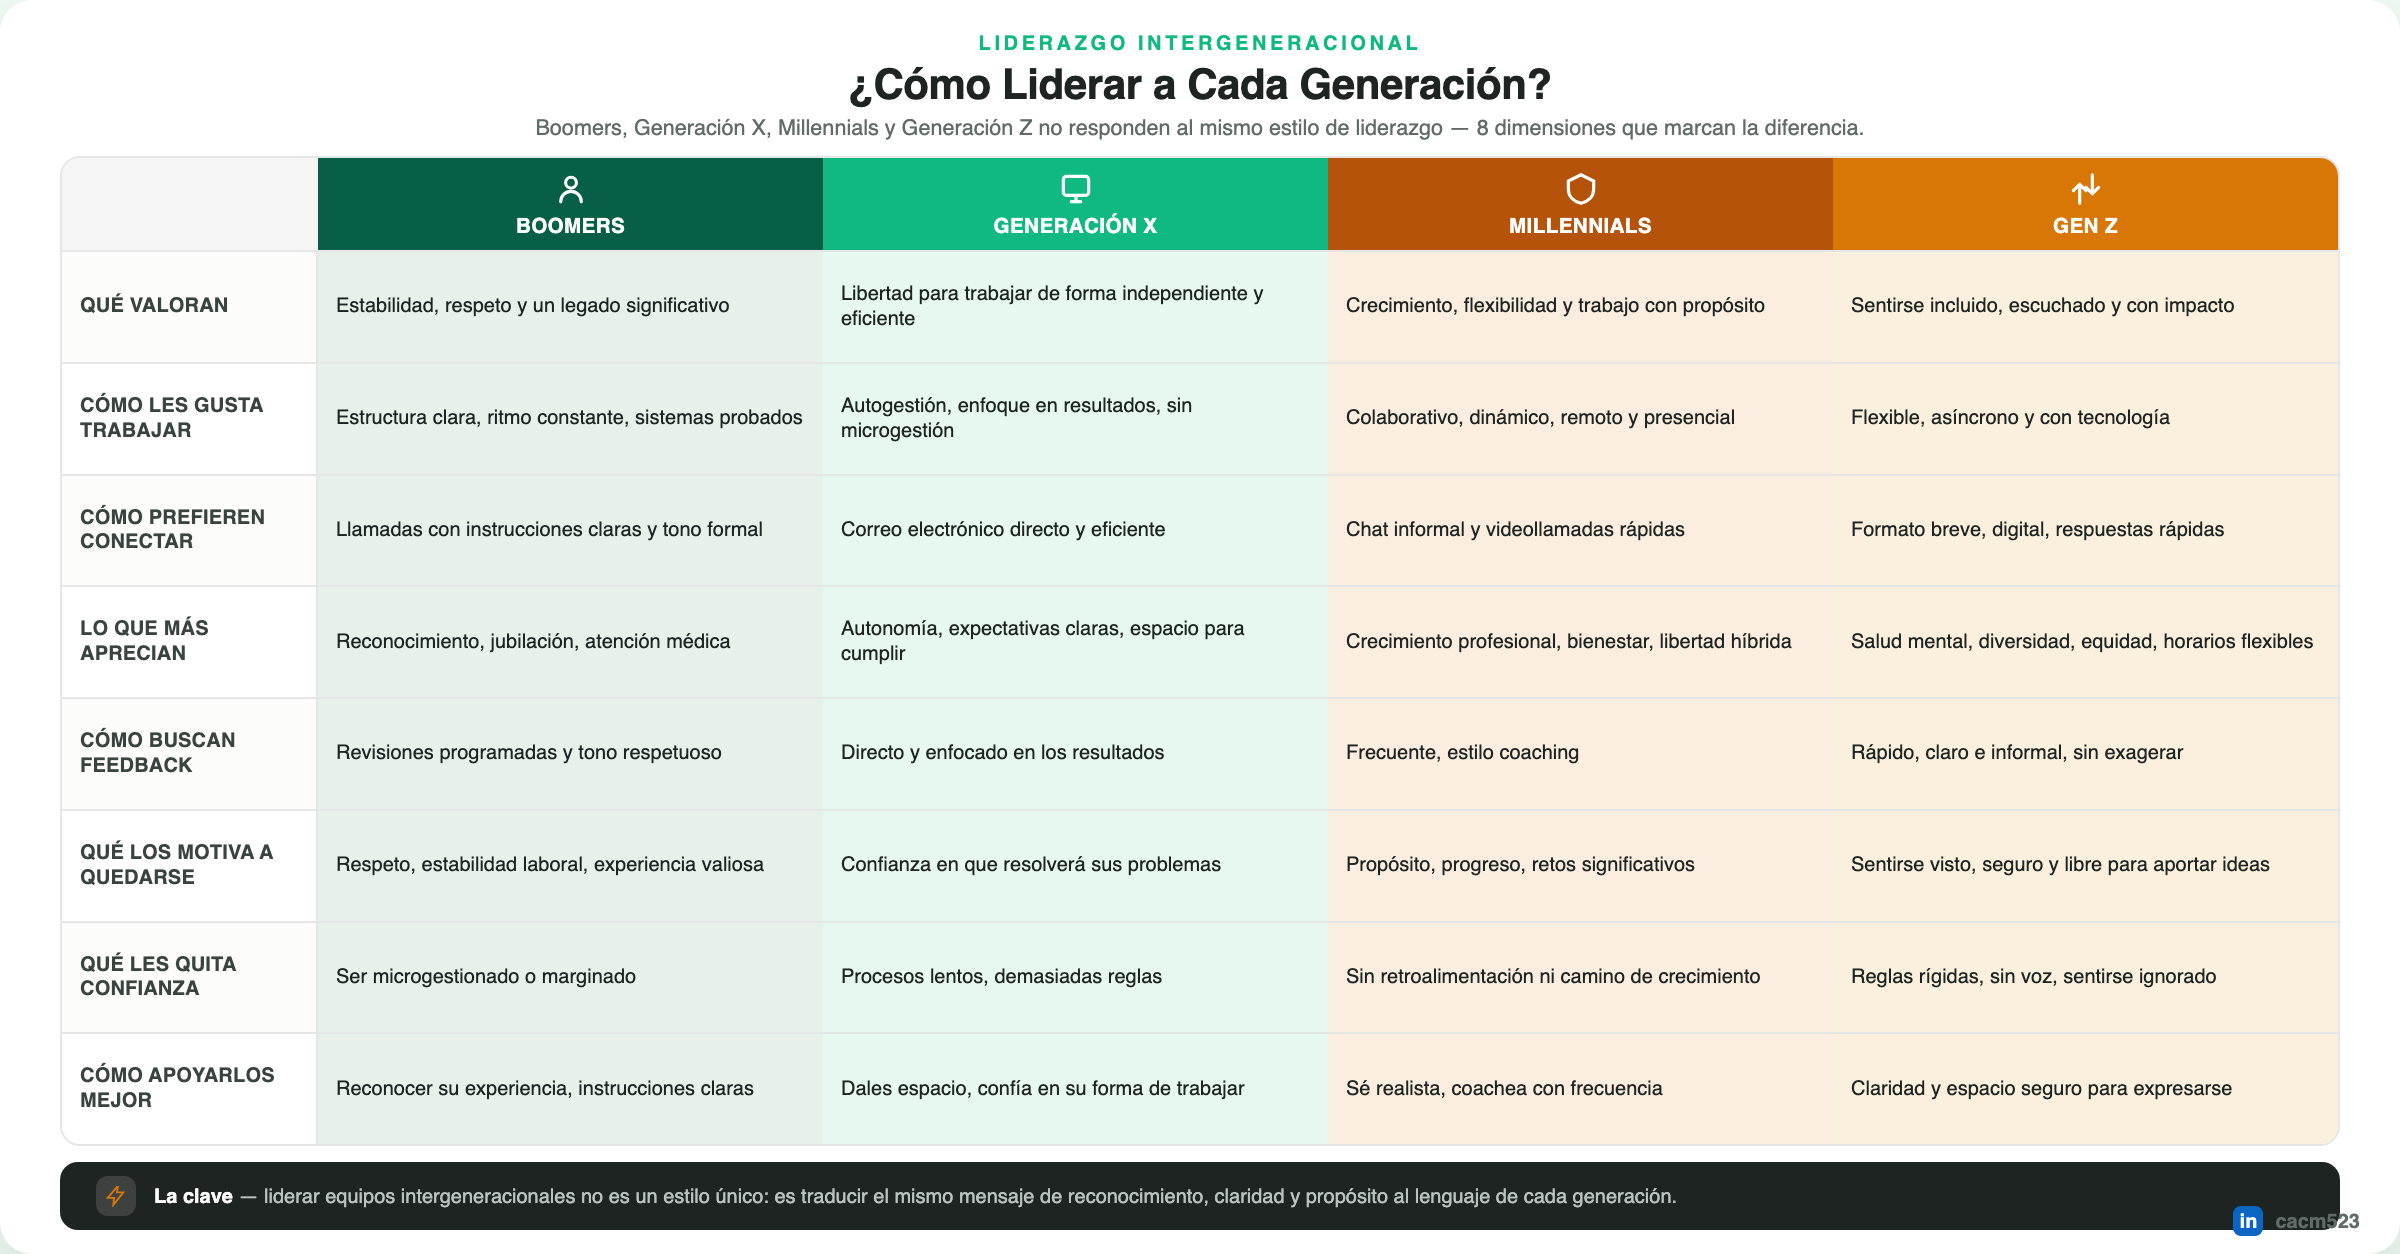 LIDERAZGO INTERGENERACIONAL
¿Cómo Liderar a Cada Generación?
Boomers, Generación X, Millennials y Generación Z no responden al mismo estilo de liderazgo — 8 dimensiones que marcan la diferencia.
BOOMERS
GENERACIÓN X
MILLENNIALS
GEN Z
QUÉ VALORAN
Estabilidad, respeto y un legado significativo
Libertad para trabajar de forma independiente y
eficiente
Crecimiento, flexibilidad y trabajo con propósito
Sentirse incluido, escuchado y con impacto
CÓMO LES GUSTA
TRABAJAR
Estructura clara, ritmo constante, sistemas probados
Autogestión, enfoque en resultados, sin
microgestión
Colaborativo, dinámico, remoto y presencial
Flexible, asíncrono y con tecnología
CÓMO PREFIEREN
CONECTAR
Llamadas con instrucciones claras y tono formal
Correo electrónico directo y eficiente
Chat informal y videollamadas rápidas
Formato breve, digital, respuestas rápidas
LO QUE MÁS
APRECIAN
Reconocimiento, jubilación, atención médica
Autonomía, expectativas claras, espacio para
cumplir
Crecimiento profesional, bienestar, libertad híbrida
Salud mental, diversidad, equidad, horarios flexibles
CÓMO BUSCAN
FEEDBACK
Revisiones programadas y tono respetuoso
Directo y enfocado en los resultados
Frecuente, estilo coaching
Rápido, claro e informal, sin exagerar
QUÉ LOS MOTIVA A
QUEDARSE
Respeto, estabilidad laboral, experiencia valiosa
Confianza en que resolverá sus problemas
Propósito, progreso, retos significativos
Sentirse visto, seguro y libre para aportar ideas
QUÉ LES QUITA
CONFIANZA
Ser microgestionado o marginado
Procesos lentos, demasiadas reglas
Sin retroalimentación ni camino de crecimiento
Reglas rígidas, sin voz, sentirse ignorado
CÓMO APOYARLOS
MEJOR
Reconocer su experiencia, instrucciones claras
Dales espacio, confía en su forma de trabajar
Sé realista, coachea con frecuencia
Claridad y espacio seguro para expresarse
La clave — liderar equipos intergeneracionales no es un estilo único: es traducir el mismo mensaje de reconocimiento, claridad y propósito al lenguaje de cada generación.
in cacm523